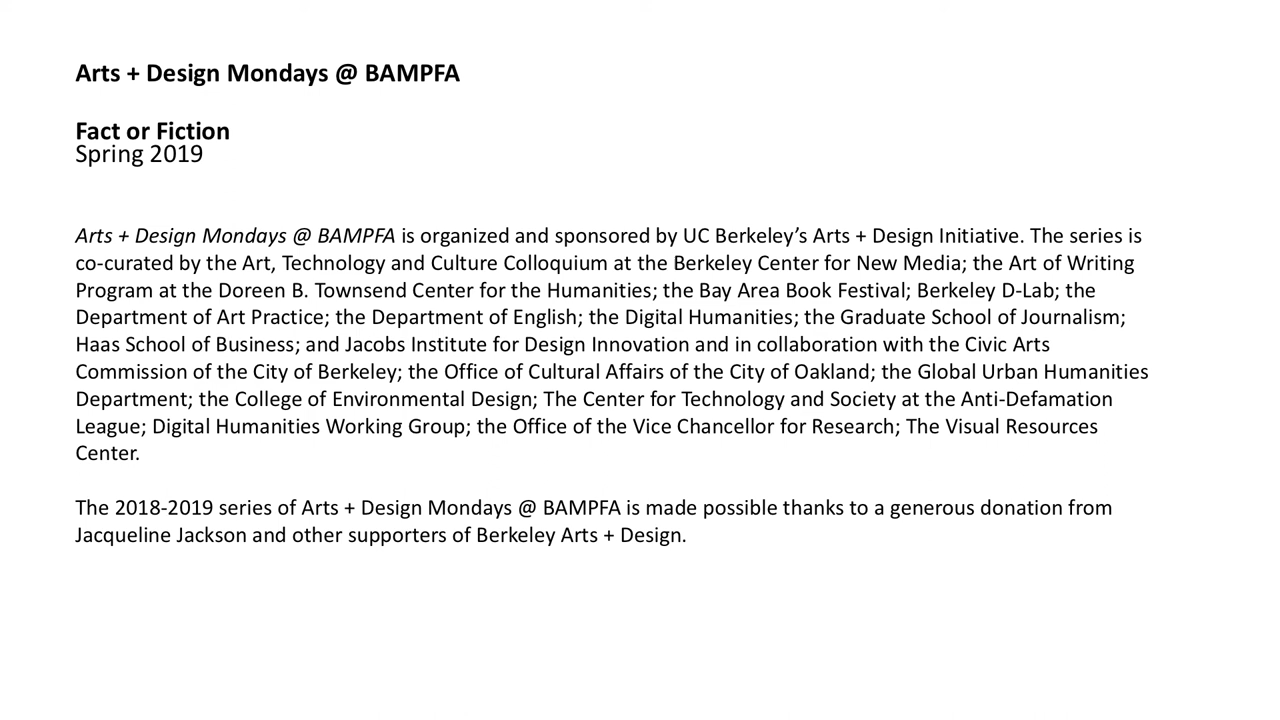 Arts + Design Mondays @ BAMPFA
Fact or Fiction
Spring 2019
Arts + Design Mondays @ BAMPFA is organized and sponsored by UC Berkeley’s Arts + Design Initiative. The series is
co-curated by the Art, Technology and Culture Colloquium at the Berkeley Center for New Media; the Art of Writing
Program at the Doreen B. Townsend Center for the Humanities; the Bay Area Book Festival; Berkeley D-Lab; the
Department of Art Practice; the Department of English; the Digital Humanities; the Graduate School of Journalism;
Haas School of Business; and Jacobs Institute for Design Innovation and in collaboration with the Civic Arts
Commission of the City of Berkeley; the Office of Cultural Affairs of the City of Oakland; the Global Urban Humanities
Department; the College of Environmental Design; The Center for Technology and Society at the Anti-Defamation
League; Digital Humanities Working Group; the Office of the Vice Chancellor for Research; The Visual Resources
Center.
The 2018-2019 series of Arts + Design Mondays @ BAMPFA is made possible thanks to a generous donation from
Jacqueline Jackson and other supporters of Berkeley Arts + Design.